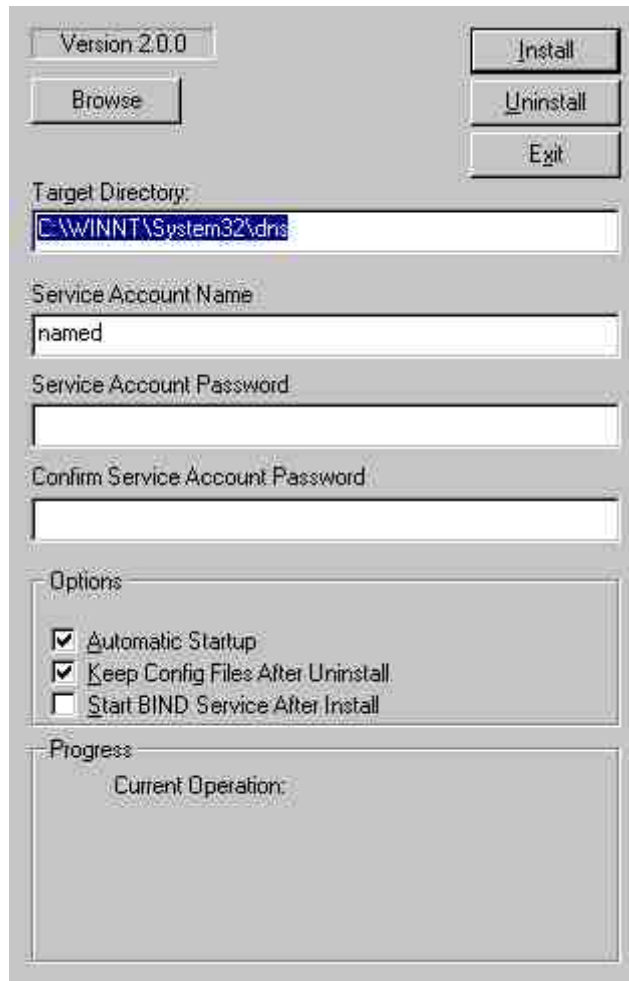 Version 2.0.0
Install
Browse
Uninstall
Exit
Target Directory:
C:\WINNT\System32\dns
Service Account Name
named
Service Account Password
Confirm Service Account Password
Options
Automatic Startup
Keep Config Files After Uninstall
Start BIND Service After Install
Progress
Current Operation: